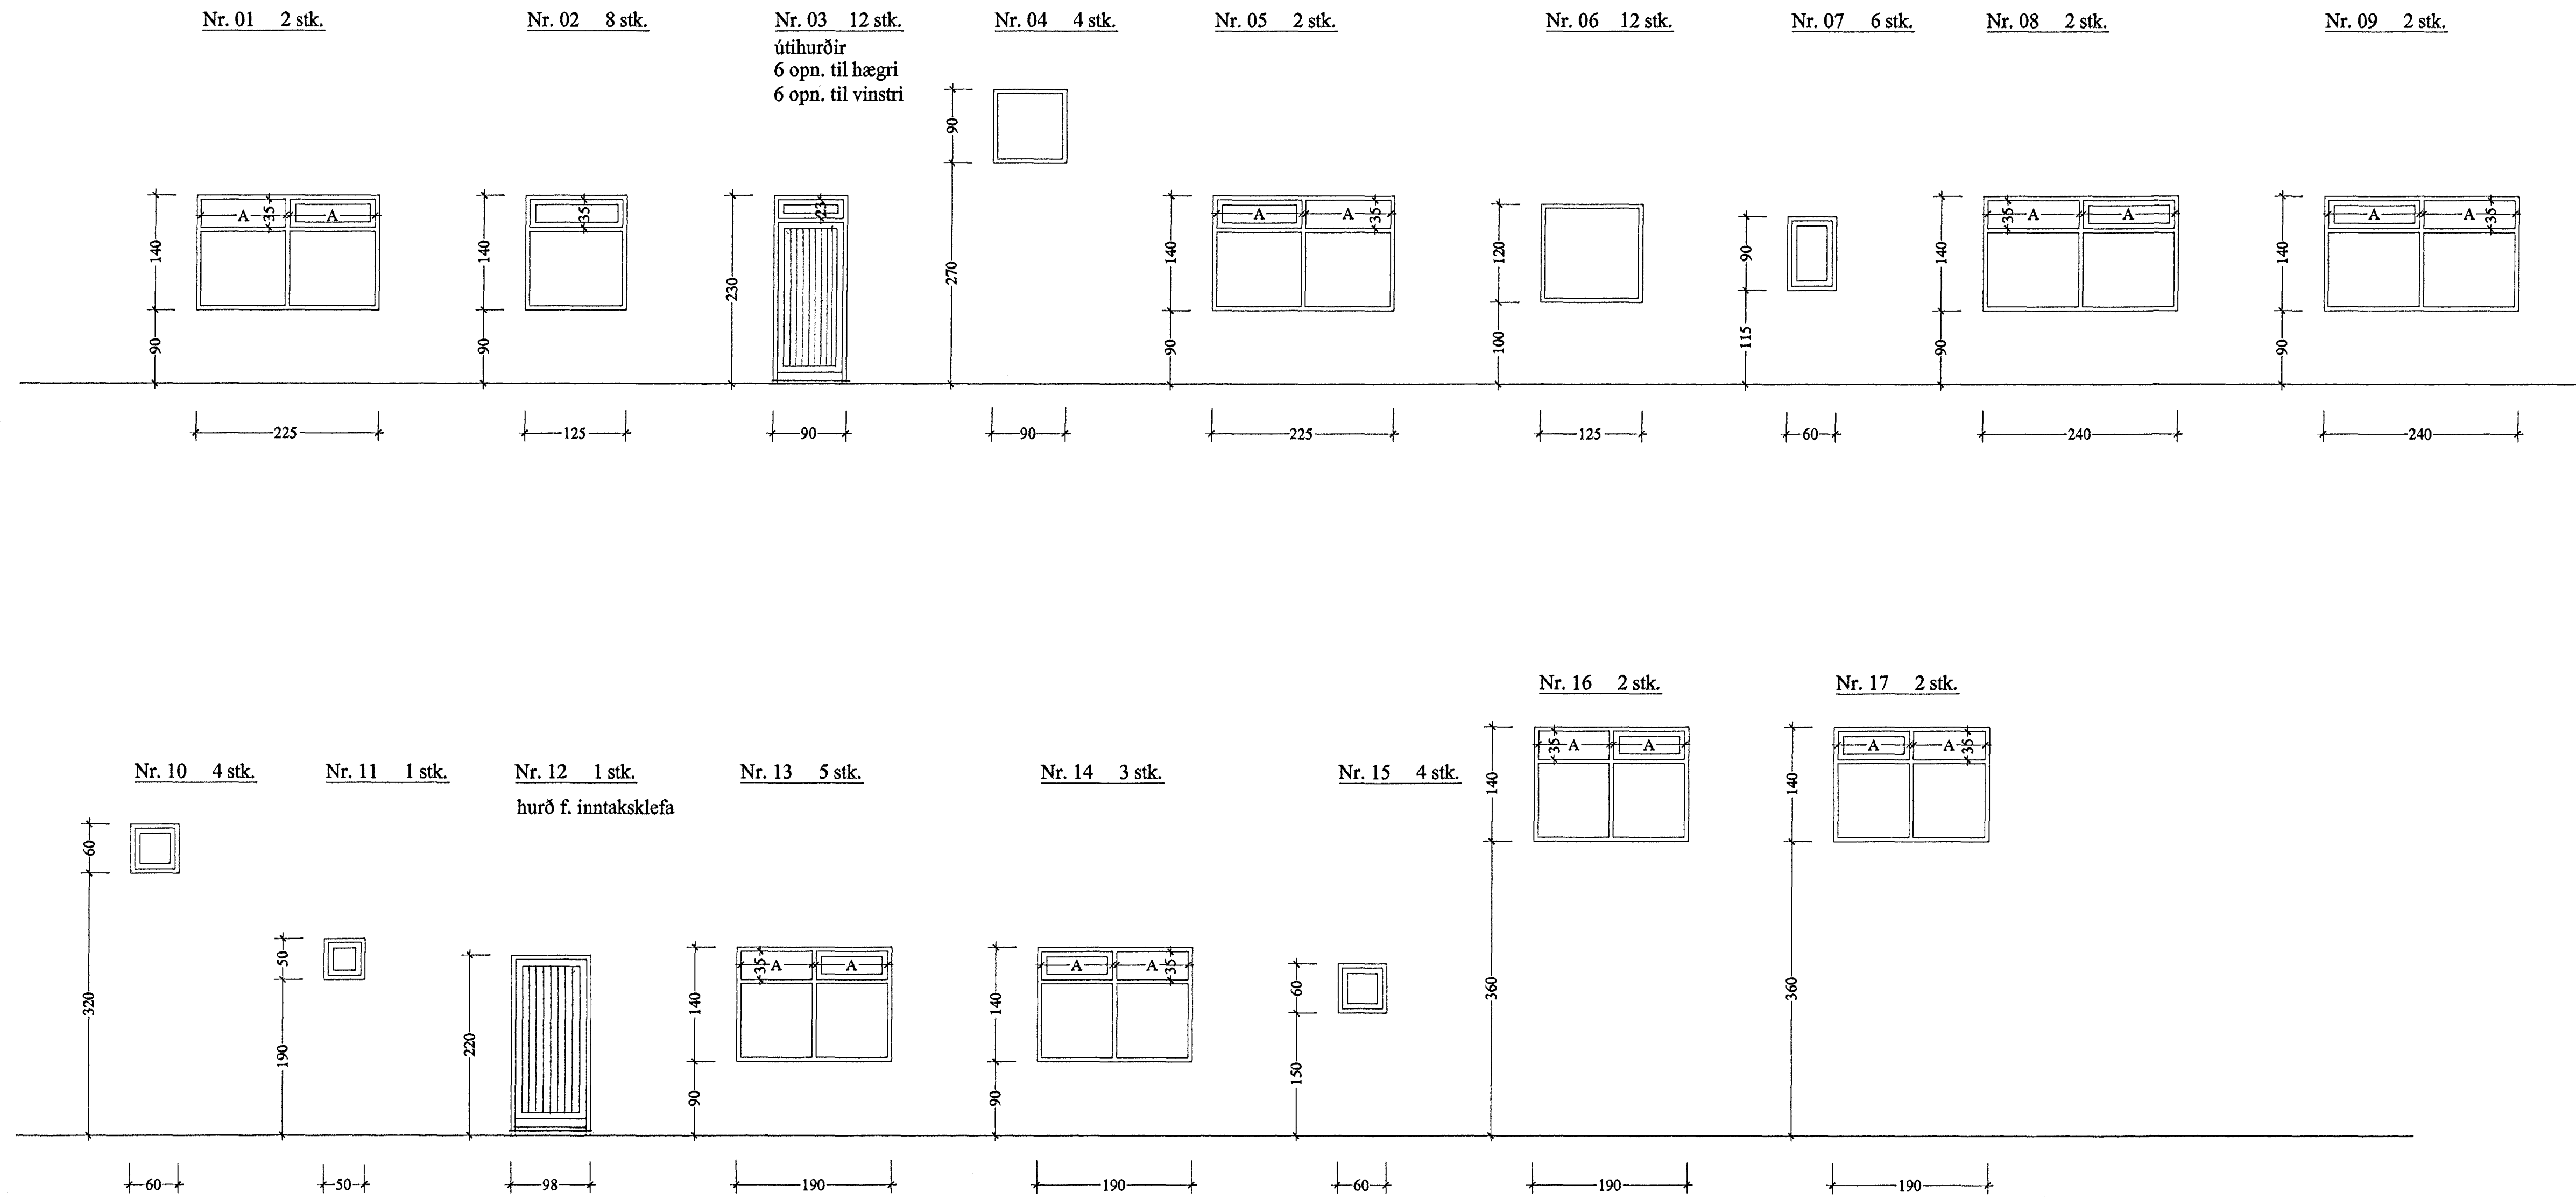 Nr. 01 2 stk.
Nr. 02 8 stk.
Nr. 03 12 stk.
útihurðir
6 opn. til hægri
6 opn. til vinstri
Nr. 04 4 stk.
Nr. 05 2 stk.
Nr. 06 12 stk.
Nr. 07 6 stk.
Nr. 08 2 stk.
Nr. 09 2 stk.
140
90
A
35
A
225
140
90
35
125
230
23
90
90
270
90
140
90
A
A
35
225
120
100
125
90
115
60
140
90
35
A
A
240
140
90
A
A
35
240
Nr. 10 4 stk.
Nr. 11 1 stk.
Nr. 12 1 stk.
hurð f. inntaksklefa
Nr. 13 5 stk.
Nr. 14 3 stk.
Nr. 15 4 stk.
Nr. 16 2 stk.
Nr. 17 2 stk.
60
320
60
50
190
50
220
98
140
90
35
A
A
190
140
90
A
A
35
190
60
150
60
140
360
35
A
A
190
140
360
A
A
35
190